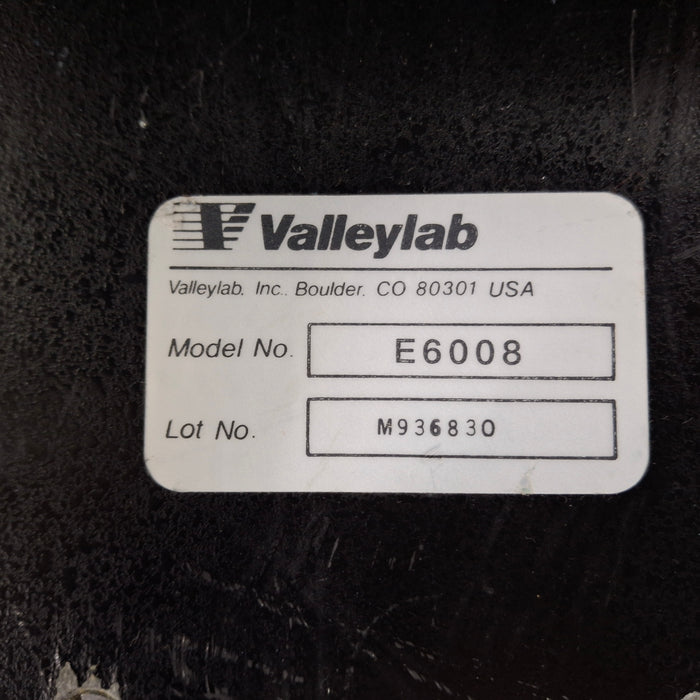 Valleylab
Valleylab, Inc., Boulder, CO 80301 USA
Model No. E6008
Lot No. M936830